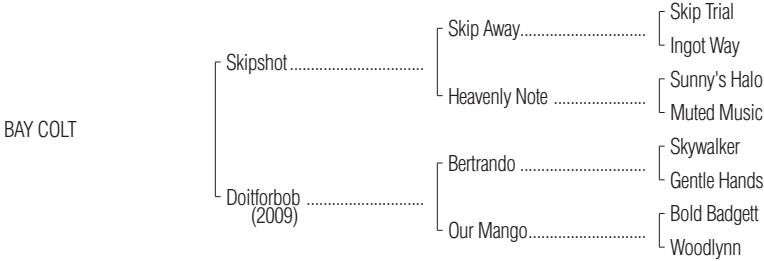 Skip Trial
Skip Away..............................
Ingot Way
Skipshot................................
Sunny's Halo
Heavenly Note ......................
Muted Music
BAY COLT
Skywalker
Bertrando ..............................
Gentle Hands
Doitforbob ............................
(2009)
Bold Badgett
Our Mango............................
Woodlynn